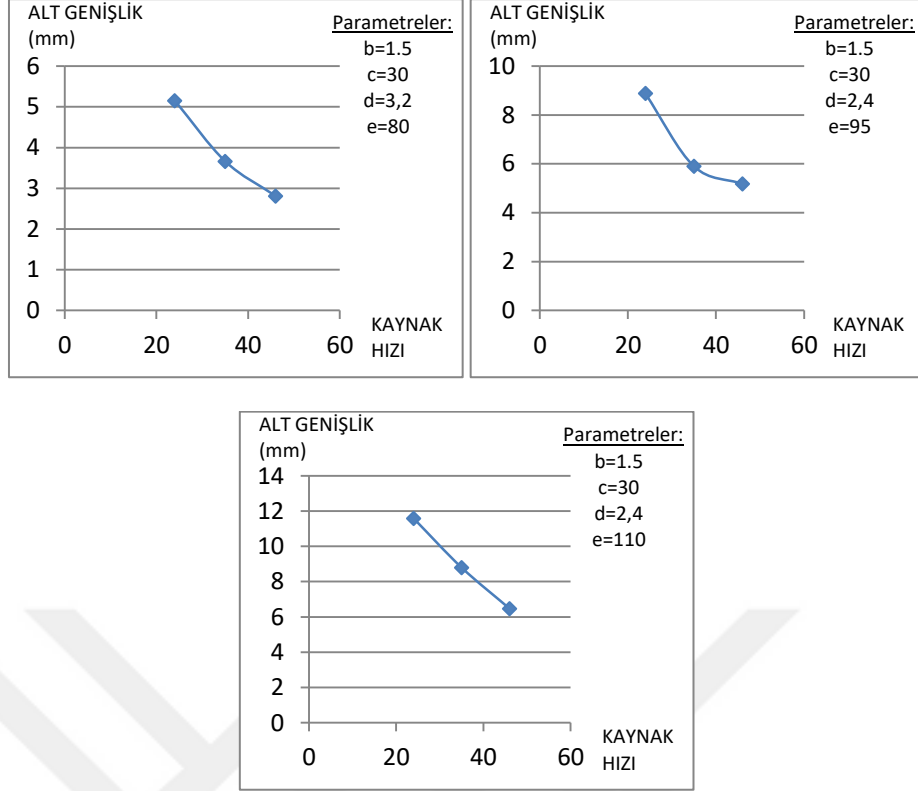 ALT GENİŞLİK
(mm)
Parametreler:
b=1.5
c=30
d=3,2
e=80
6
5
4
3
2
1
0
0 20 40 60
KAYNAK
HIZI
ALT GENİŞLİK
(mm)
Parametreler:
b=1.5
c=30
d=2,4
e=95
10
8
6
4
2
0
0 20 40 60
KAYNAK
HIZI
ALT GENİŞLİK
(mm)
Parametreler:
b=1.5
c=30
d=2,4
e=110
14
12
10
8
6
4
2
0
0 20 40 60
KAYNAK
HIZI